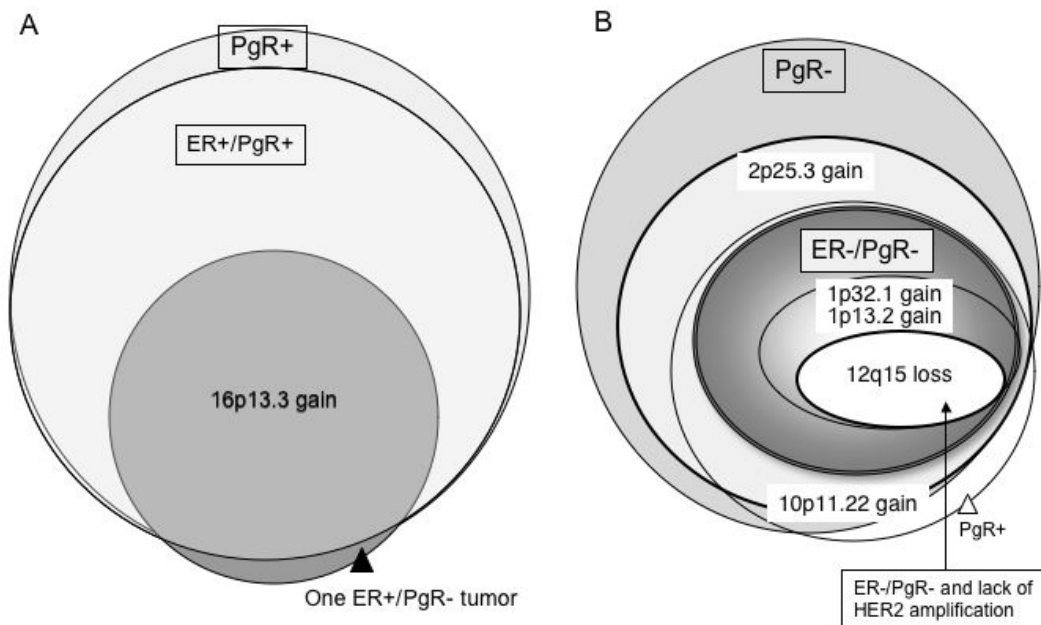 A
PgR+
ER+/PgR+
16p13.3 gain
One ER+/PgR- tumor
B
PgR-
2p25.3 gain
ER-/PgR-
1p32.1 gain
1p13.2 gain
12q15 loss
10p11.22 gain
PgR+
ER-/PgR- and lack of
HER2 amplification